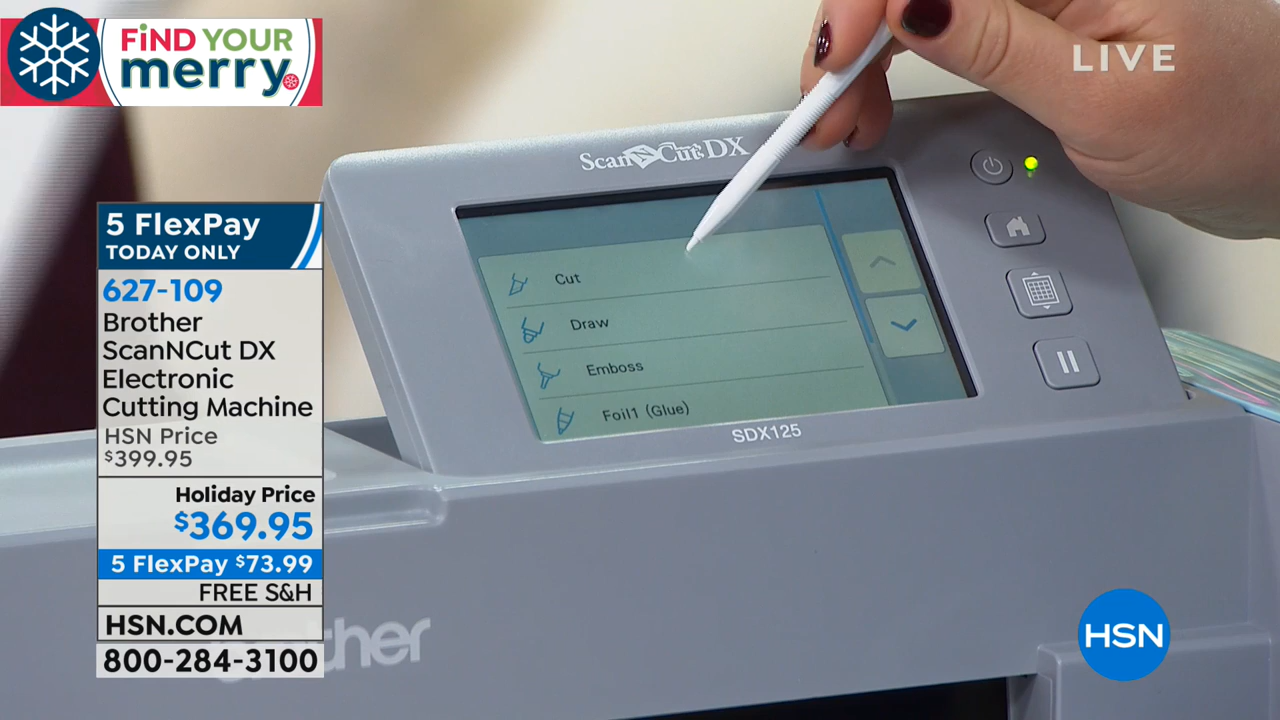 FiND YOUR
merry
LIVE
ScanNCut DX
5 FlexPay
TODAY ONLY
627-109
Brother
ScanNCut DX
Electronic
Cutting Machine
HSN Price
$399.95
Holiday Price
$369.95
5 FlexPay $73.99
FREE S&H
HSN.COM
800-284-3100
Cut
Draw
Emboss
Foil1 (Glue)
SDX125
brother
HSN